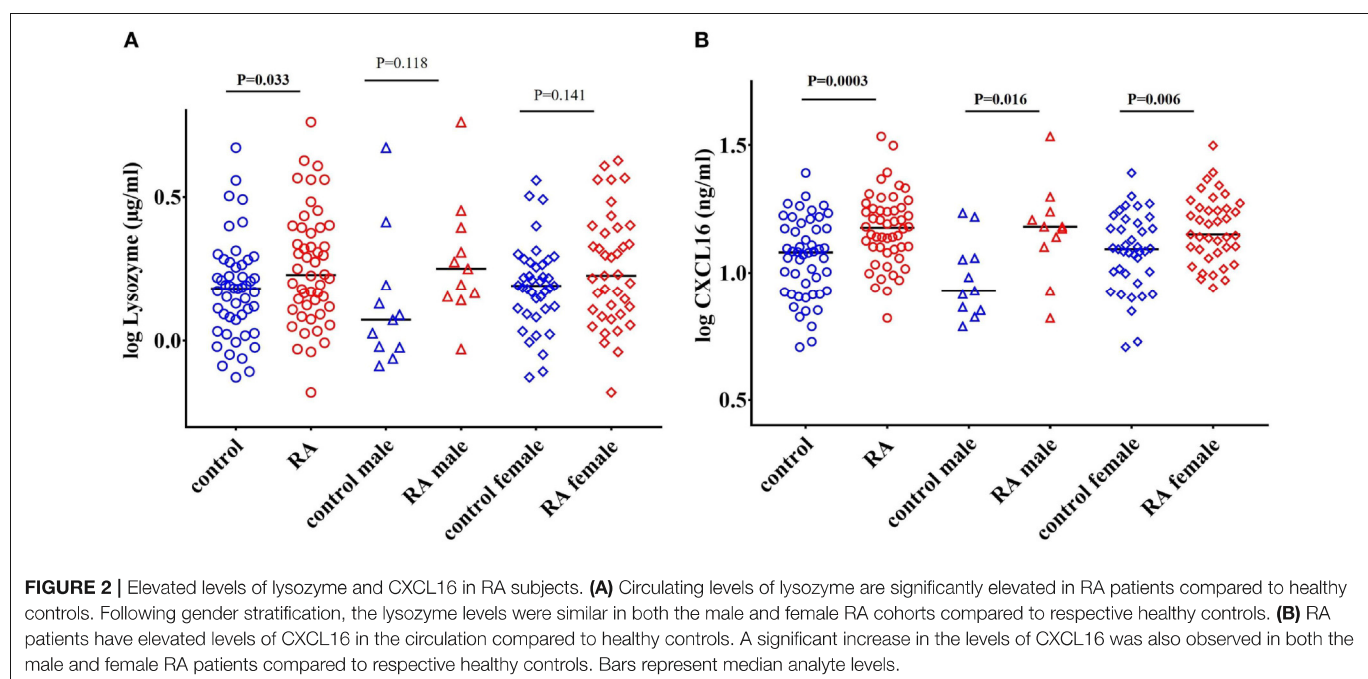 A
P=0.033
P=0.118
P=0.141
log Lysozyme (µg/ml)
0.5
0.0
control
RA
control male
RA male
control female
RA female
B
P=0.0003
P=0.016
P=0.006
log CXCL16 (ng/ml)
1.5
1.0
0.5
control
RA
control male
RA male
control female
RA female
FIGURE 2 | Elevated levels of lysozyme and CXCL16 in RA subjects. (A) Circulating levels of lysozyme are significantly elevated in RA patients compared to healthy
controls. Following gender stratification, the lysozyme levels were similar in both the male and female RA cohorts compared to respective healthy controls. (B) RA
patients have elevated levels of CXCL16 in the circulation compared to healthy controls. A significant increase in the levels of CXCL16 was also observed in both the
male and female RA patients compared to respective healthy controls. Bars represent median analyte levels.